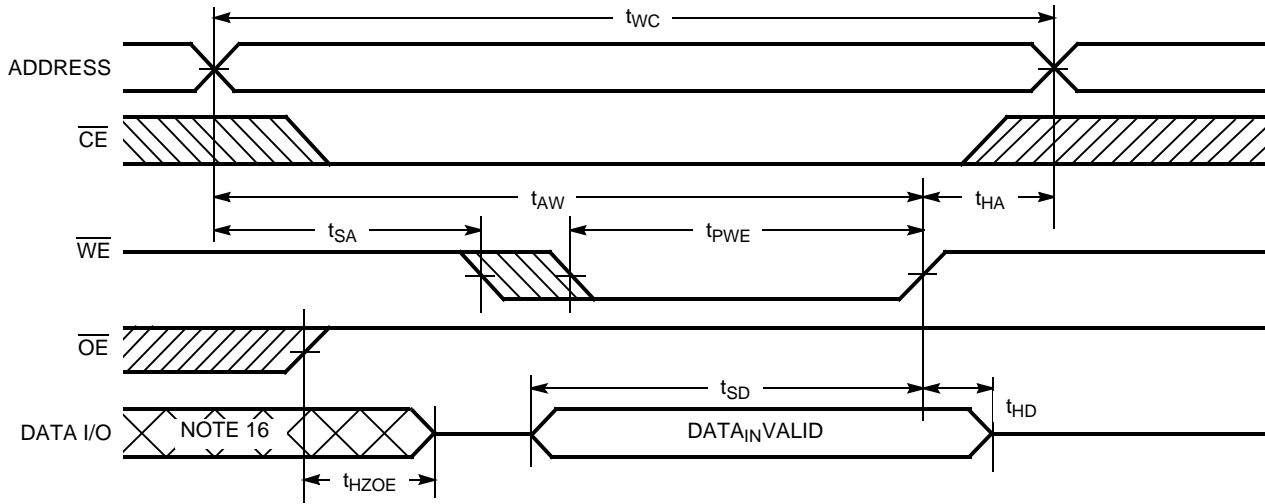 tWC
ADDRESS
CE
tAW
tHA
tSA
tPWE
WE
OE
tSD
tHD
DATA I/O
NOTE 16
DATAINVALID
tHZOE